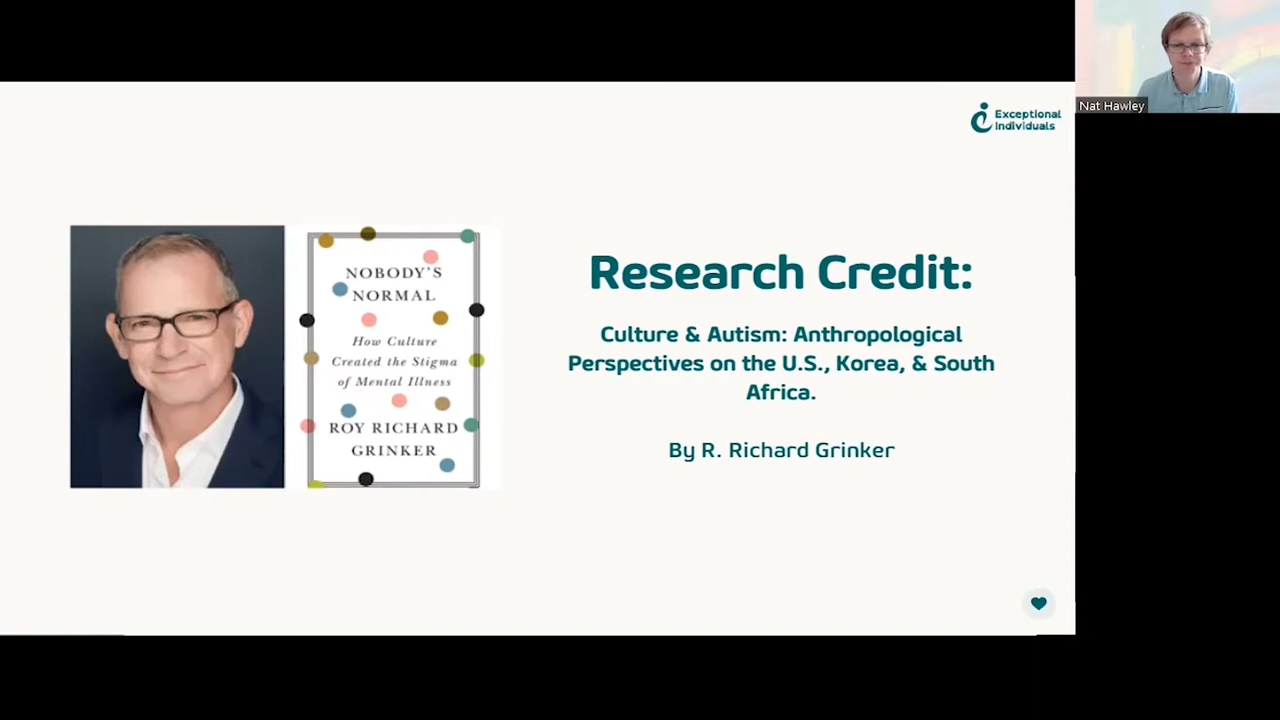 Nat Hawley
Exceptional
Individuals
NOBODY'S
NORMAL
How Culture
Created the Stigma
of Mental Illness
ROY RICHARD
GRINKER
Research Credit:
Culture & Autism: Anthropological
Perspectives on the U.S., Korea, & South
Africa.
By R. Richard Grinker